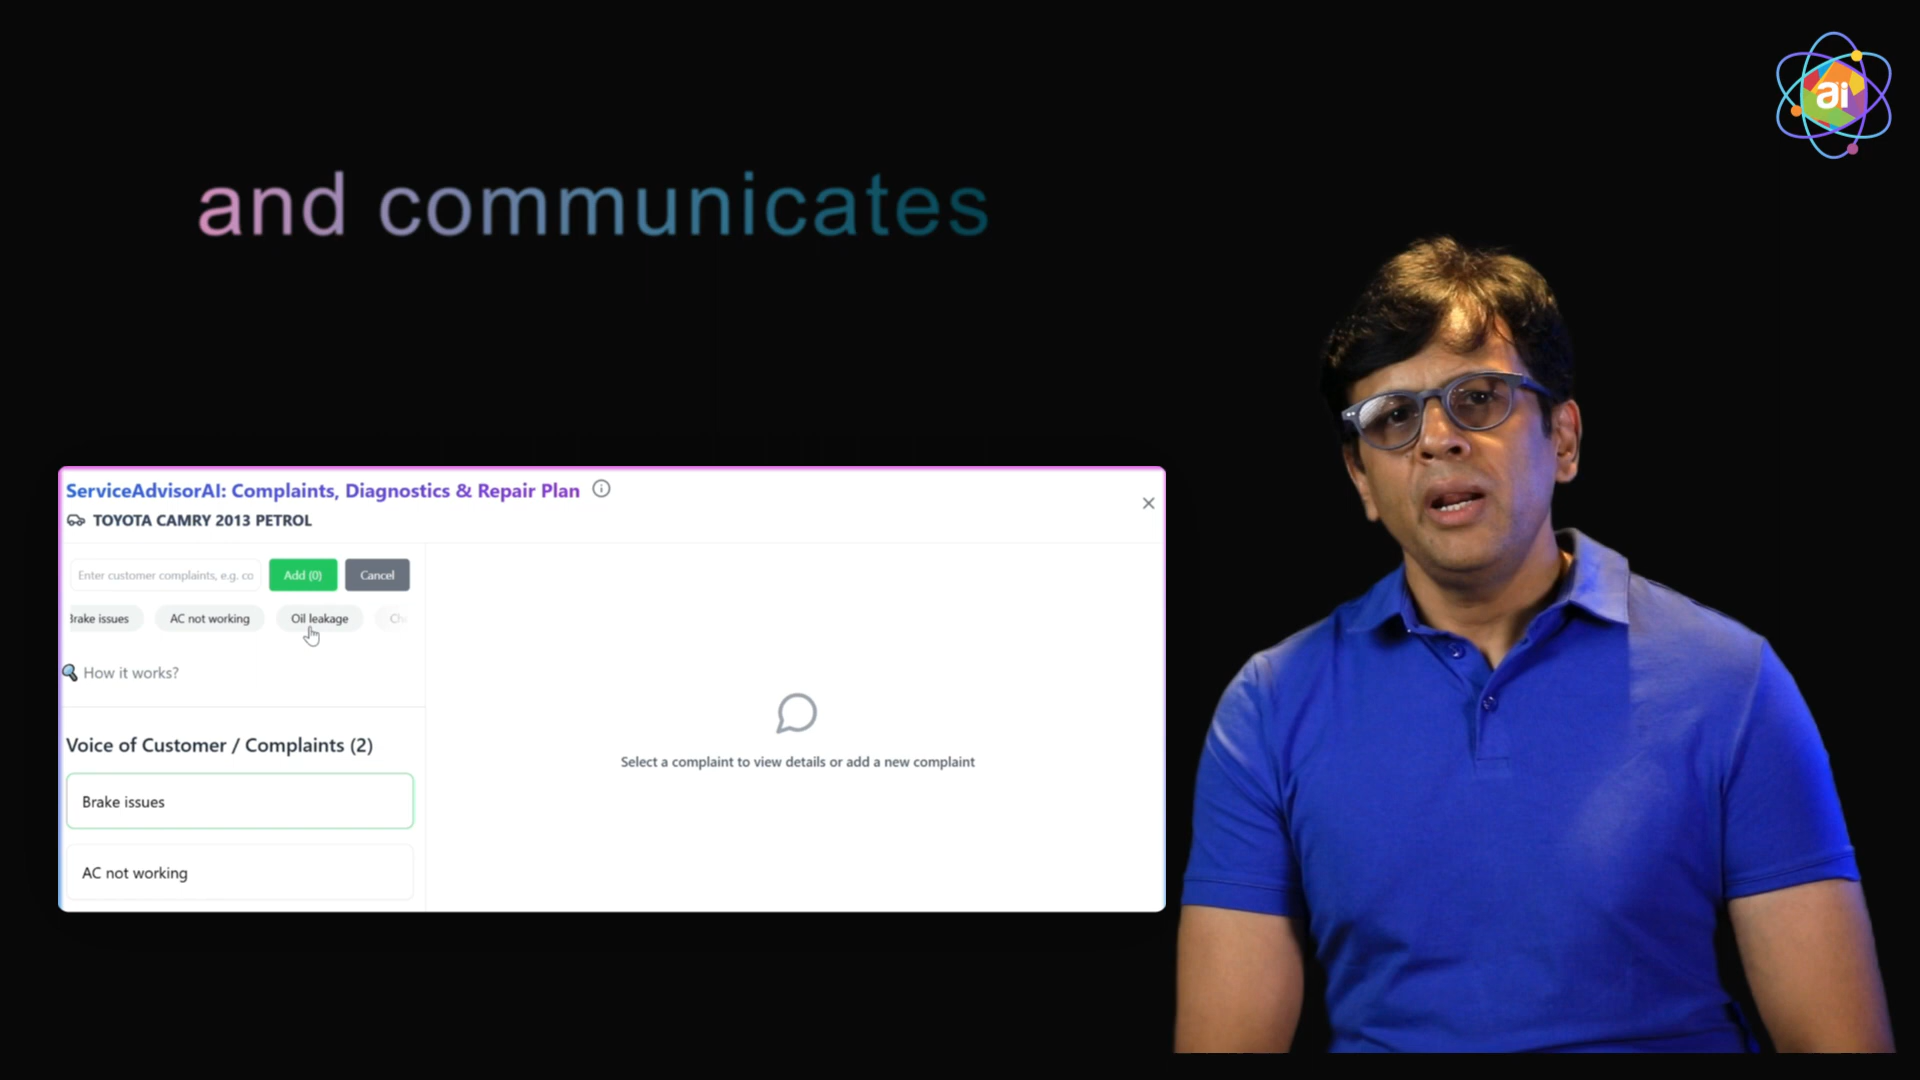 ai
and communicates
ServiceAdvisorAI: Complaints, Diagnostics & Repair Plan
TOYOTA CAMRY 2013 PETROL
Enter customer complaints, e.g. co
Add (0)
Cancel
Brake issues
AC not working
Oil leakage
How it works?
Voice of Customer / Complaints (2)
Brake issues
AC not working
Select a complaint to view details or add a new complaint